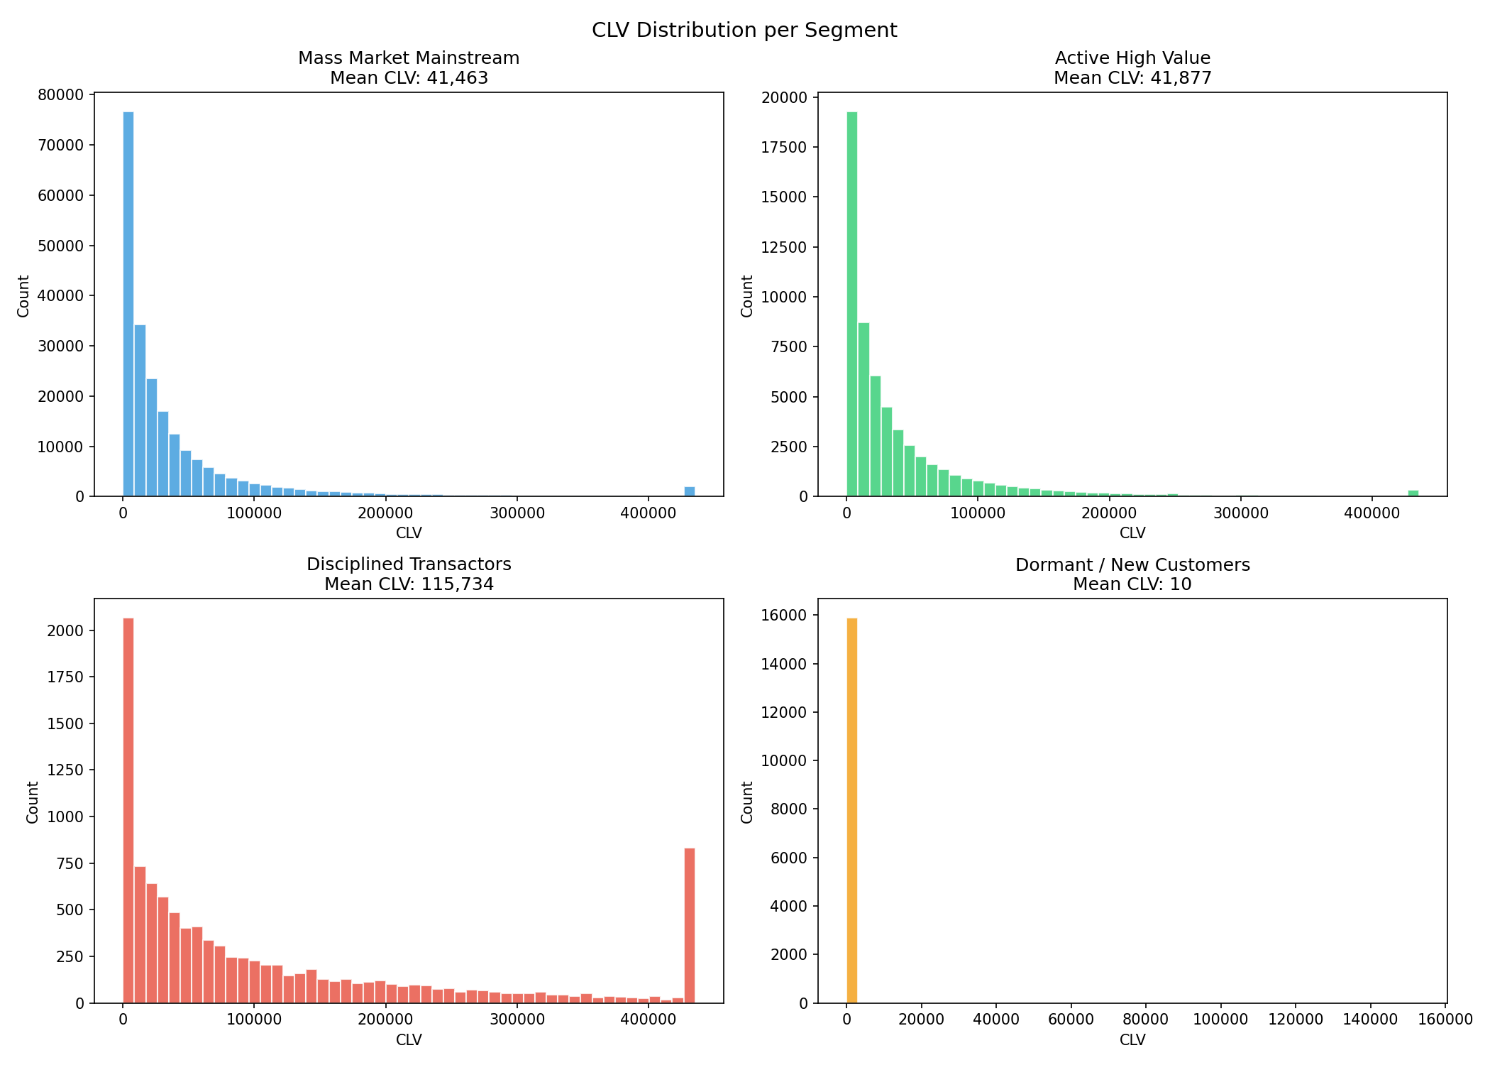 CLV Distribution per Segment
Mass Market Mainstream
Mean CLV: 41,463
80000
70000
60000
50000
40000
30000
20000
10000
0
Count
0 100000 200000 300000 400000
CLV
Active High Value
Mean CLV: 41,877
20000
17500
15000
12500
10000
7500
5000
2500
0
Count
0 100000 200000 300000 400000
CLV
Disciplined Transactors
Mean CLV: 115,734
2000
1750
1500
1250
1000
750
500
250
0
Count
0 100000 200000 300000 400000
CLV
Dormant / New Customers
Mean CLV: 10
16000
14000
12000
10000
8000
6000
4000
2000
0
Count
0 20000 40000 60000 80000 100000 120000 140000 160000
CLV